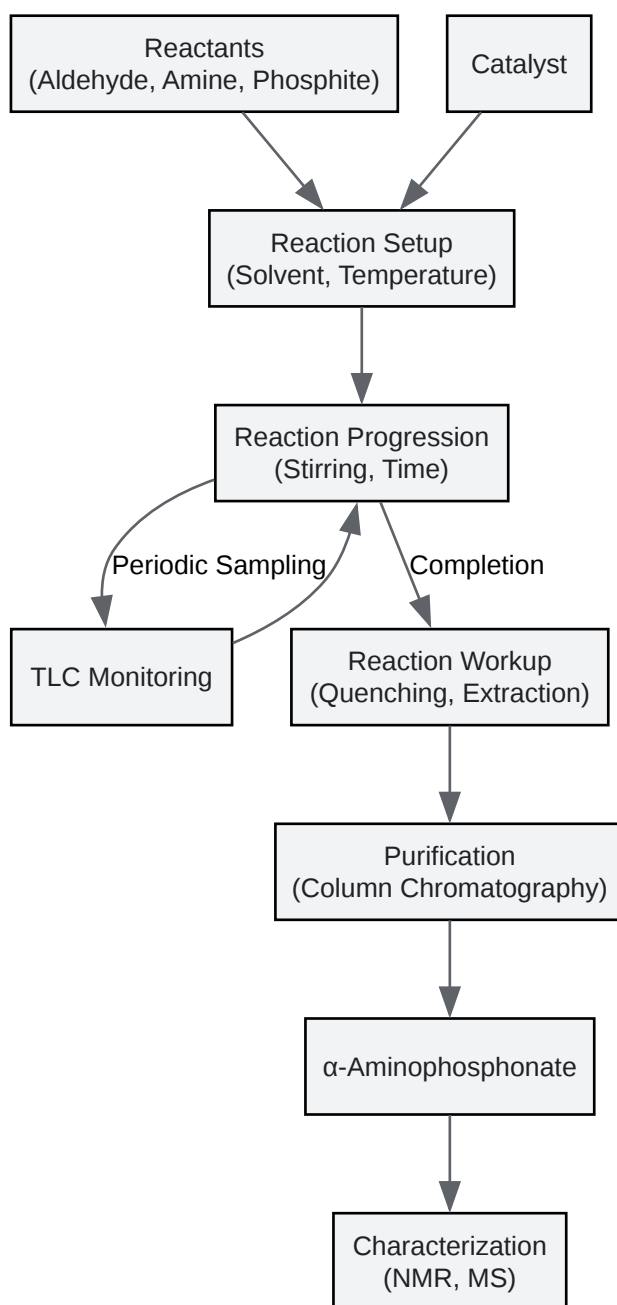 Reactants
(Aldehyde, Amine, Phosphite)
Catalyst
Reaction Setup
(Solvent, Temperature)
Reaction Progression
(Stirring, Time)
Periodic Sampling
Completion
TLC Monitoring
Reaction Workup
(Quenching, Extraction)
Purification
(Column Chromatography)
α-Aminophosphonate
Characterization
(NMR, MS)